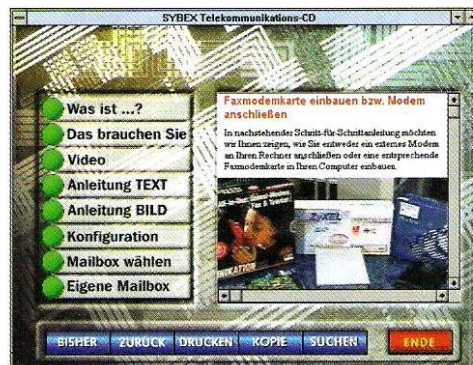 SYBEX Telekommunikations-CD
Was ist ...?
Das brauchen Sie
Video
Anleitung TEXT
Anleitung BILD
Konfiguration
Mailbox wählen
Eigene Mailbox
Faxmodemkarte einbauen bzw. Modem
anschließen
In nachstehender Schritt-für-Schrittanleitung möchten
wir Ihnen zeigen, wie Sie entweder ein externes Modem
an Ihren Rechner anschließen oder eine entsprechende
Faxmodemkarte in Ihren Computer einbauen
ZyXEL
BISHER
ZURÜCK
DRUCKEN
KOPIE
SUCHEN
ENDE